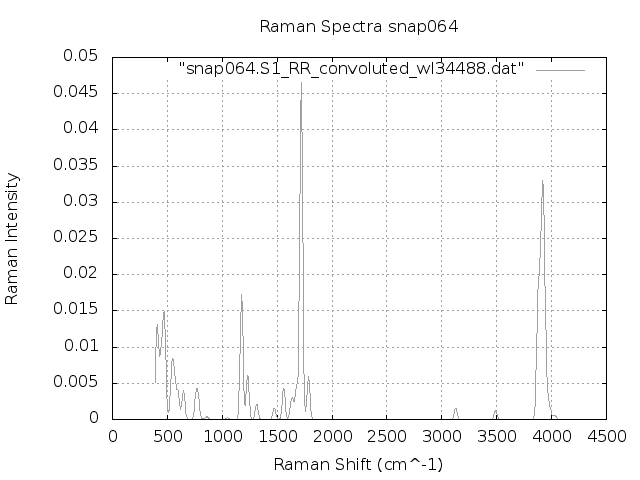 Raman Spectra snap064
"snap064.S1_RR_convoluted_wl34488.dat"
Raman Intensity
0.05
0.045
0.04
0.035
0.03
0.025
0.02
0.015
0.01
0.005
0
0 500 1000 1500 2000 2500 3000 3500 4000 4500
Raman Shift (cm^-1)